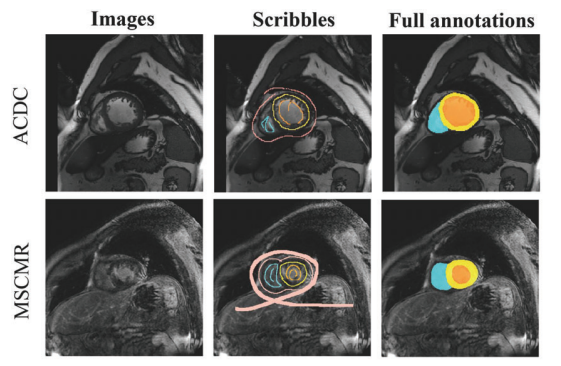 Images Scribbles Full annotations
ACDC
MSCMR